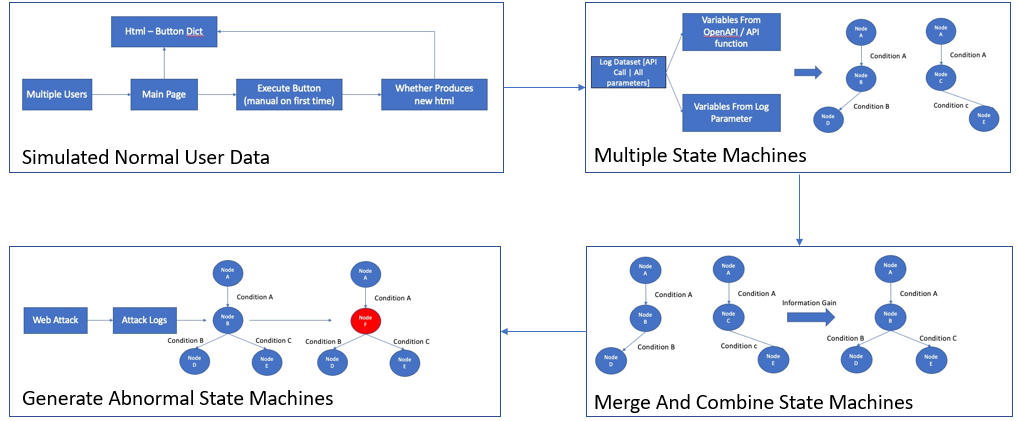 Html – Button Dict
Multiple Users
Main Page
Execute Button
(manual on first time)
Whether Produces
new html
Simulated Normal User Data
Log Dataset [API
Call | All
parameters]
Variables From
OpenAPI / API
function
Variables From Log
Parameter
Node
A
Condition A
Node
B
Condition B
Node
D
Node
A
Condition A
Node
C
Condition c
Node
E
Multiple State Machines
Web Attack
Attack Logs
Node
A
Condition A
Node
B
Condition B
Condition C
Node
D
Node
E
Node
A
Condition A
Node
F
Condition B
Condition C
Node
D
Node
E
Generate Abnormal State Machines
Node
A
Condition A
Node
B
Condition B
Node
D
Node
A
Condition A
Node
C
Condition c
Node
E
Information Gain
Node
A
Condition A
Node
B
Condition B
Condition C
Node
D
Node
E
Merge And Combine State Machines